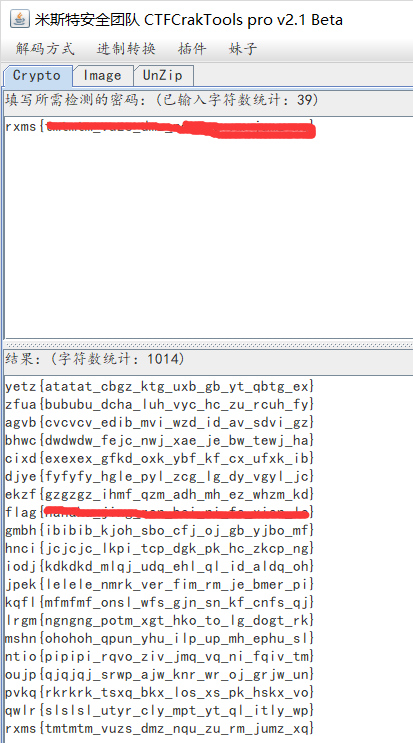 米斯特安全团队 CTFCrakTools pro v2.1 Beta
解码方式 进制转换 插件 妹子
Crypto Image UnZip
填写所需检测的密码:(已输入字符数统计:39)
rxms{
结果:(字符数统计:1014)
yetz{atatat_cbgz_ktg_uxb_gb_yt_qbtg_ex}
zfua{bububu_dcha_luh_vyc_hc_zu_rcuh_fy}
agvb{cvcvcv_edib_mvi_wzd_id_av_sdvi_gz}
bhwc{dwdwdw_fejc_nwj_xae_je_bw_tewj_ha}
cixd{exexex_gfkd_oxk_ybf_kf_cx_ufxk_ib}
djye{fyfyfy_hgle_pyl_zcg_lg_dy_vgyl_jc}
ekzf{gzgzgz_ihmf_qzm_adh_mh_ez_whzm_kd}
flag{
gmbh{ibibib_kjoh_sbo_cfj_oj_gb_yjbo_mf}
hnci{jcjcjc_lkpi_tcp_dgk_pk_hc_zkcp_ng}
iodj{kdkdkd_mlqj_udq_ehl_ql_id_aldq_oh}
jpek{lelele_nmrk_ver_fim_rm_je_bmer_pi}
kqfl{mfmfmf_onsl_wfs_gjn_sn_kf_cnfs_qj}
lrgm{ngngng_potm_xgt_hko_to_lg_dogt_rk}
mshn{ohohoh_qpun_yhu_ilp_up_mh_ephu_sl}
ntio{pipipi_rqvo_ziv_jmq_vq_ni_fqiv_tm}
oujp{qjqjqj_srwp_ajw_knr_wr_oj_grjw_un}
pvkq{rkrkrk_tsxq_bkx_los_xs_pk_hskx_vo}
qwlr{slslsl_utyr_cly_mpt_yt_ql_itly_wp}
rxms{tmtmtm_vuzs_dmz_nqu_zu_rm_jumz_xq}